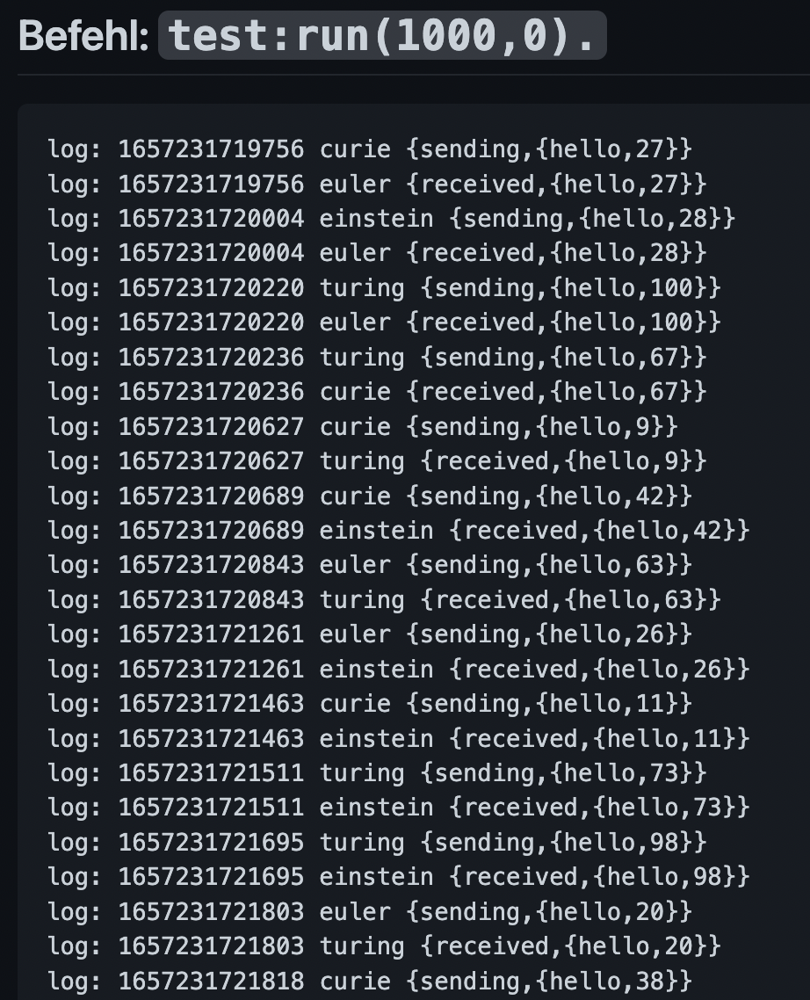 Befehl: test:run(1000,0).
log: 1657231719756 curie {sending,{hello,27}}
log: 1657231719756 euler {received,{hello,27}}
log: 1657231720004 einstein {sending,{hello,28}}
log: 1657231720004 euler {received,{hello,28}}
log: 1657231720220 turing {sending,{hello,100}}
log: 1657231720220 euler {received,{hello,100}}
log: 1657231720236 turing {sending,{hello,67}}
log: 1657231720236 curie {received,{hello,67}}
log: 1657231720627 curie {sending,{hello,9}}
log: 1657231720627 turing {received,{hello,9}}
log: 1657231720689 curie {sending,{hello,42}}
log: 1657231720689 einstein {received,{hello,42}}
log: 1657231720843 euler {sending,{hello,63}}
log: 1657231720843 turing {received,{hello,63}}
log: 1657231721261 euler {sending,{hello,26}}
log: 1657231721261 einstein {received,{hello,26}}
log: 1657231721463 curie {sending,{hello,11}}
log: 1657231721463 einstein {received,{hello,11}}
log: 1657231721511 turing {sending,{hello,73}}
log: 1657231721511 einstein {received,{hello,73}}
log: 1657231721695 turing {sending,{hello,98}}
log: 1657231721695 einstein {received,{hello,98}}
log: 1657231721803 euler {sending,{hello,20}}
log: 1657231721803 turing {received,{hello,20}}
log: 1657231721818 curie {sending,{hello,38}}